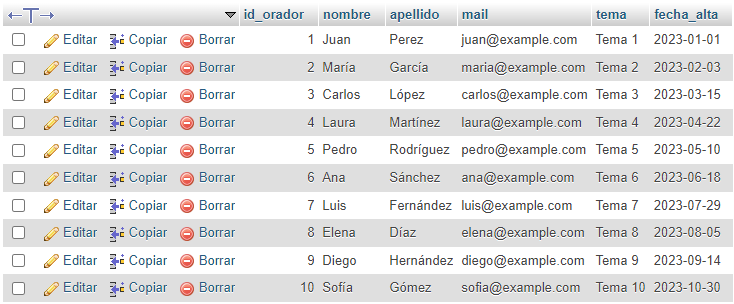 id_orador nombre apellido mail tema fecha_alta
Editar Copiar Borrar 1 Juan Perez juan@example.com Tema 1 2023-01-01
Editar Copiar Borrar 2 María García maria@example.com Tema 2 2023-02-03
Editar Copiar Borrar 3 Carlos López carlos@example.com Tema 3 2023-03-15
Editar Copiar Borrar 4 Laura Martínez laura@example.com Tema 4 2023-04-22
Editar Copiar Borrar 5 Pedro Rodríguez pedro@example.com Tema 5 2023-05-10
Editar Copiar Borrar 6 Ana Sánchez ana@example.com Tema 6 2023-06-18
Editar Copiar Borrar 7 Luis Fernández luis@example.com Tema 7 2023-07-29
Editar Copiar Borrar 8 Elena Díaz elena@example.com Tema 8 2023-08-05
Editar Copiar Borrar 9 Diego Hernández diego@example.com Tema 9 2023-09-14
Editar Copiar Borrar 10 Sofía Gómez sofia@example.com Tema 10 2023-10-30